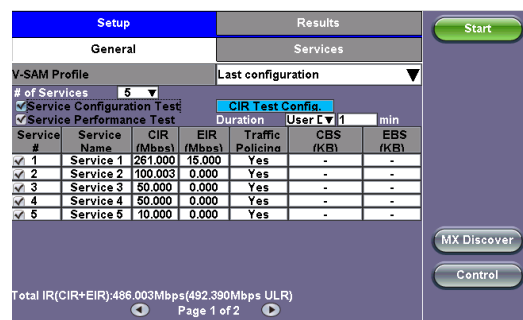 Setup
Results
Start
General
Services
V-SAM Profile
Last configuration
# of Services
5
Service Configuration Test
CIR Test Config.
Service Performance Test
Duration
1
min
Service # Service Name CIR (Mbps) EIR (Mbps) Traffic Policing CBS (KB) EBS (KB)
1 Service 1 261.000 15.000 Yes - -
2 Service 2 100.003 0.000 Yes - -
3 Service 3 50.000 0.000 Yes - -
4 Service 4 50.000 0.000 Yes - -
5 Service 5 10.000 0.000 Yes - -
MX Discover
Control
Total IR(CIR+EIR):486.003Mbps(492.390Mbps ULR)
Page 1 of 2